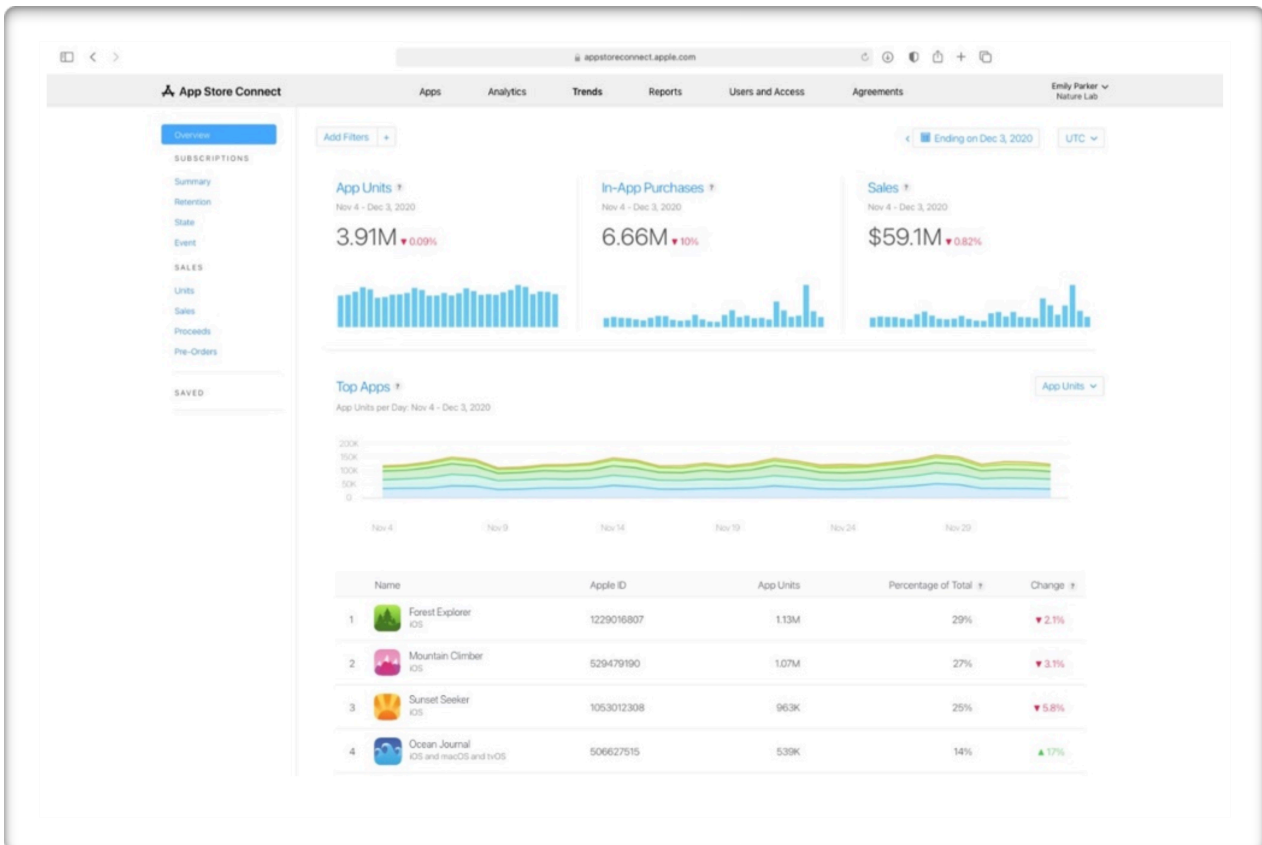 appstoreconnect.apple.com
App Store Connect
Apps Analytics Trends Reports Users and Access Agreements
Emily Parker
Nature Lab
Overview
SUBSCRIPTIONS
Summary
Retention
State
Event
SALES
Units
Sales
Proceeds
Pre-Orders
SAVED
Add Filters +
Ending on Dec 3, 2020
UTC
App Units ?
Nov 4 - Dec 3, 2020
3.91M ▼ 0.09%
In-App Purchases ?
Nov 4 - Dec 3, 2020
6.66M ▼ 10%
Sales ?
Nov 4 - Dec 3, 2020
$59.1M ▼ 0.82%
Top Apps ?
App Units
App Units per Day: Nov 4 - Dec 3, 2020
200K
150K
100K
50K
0
Nov 4 Nov 9 Nov 14 Nov 19 Nov 24 Nov 29
Name Apple ID App Units Percentage of Total ? Change ?
1 Forest Explorer 1229016807 1.13M 29% ▼ 2.1%
iOS
2 Mountain Climber 529479190 1.07M 27% ▼ 3.1%
iOS
3 Sunset Seeker 1053012308 963K 25% ▼ 5.8%
iOS
4 Ocean Journal 506627515 539K 14% ▲ 17%
iOS and macOS and tvOS